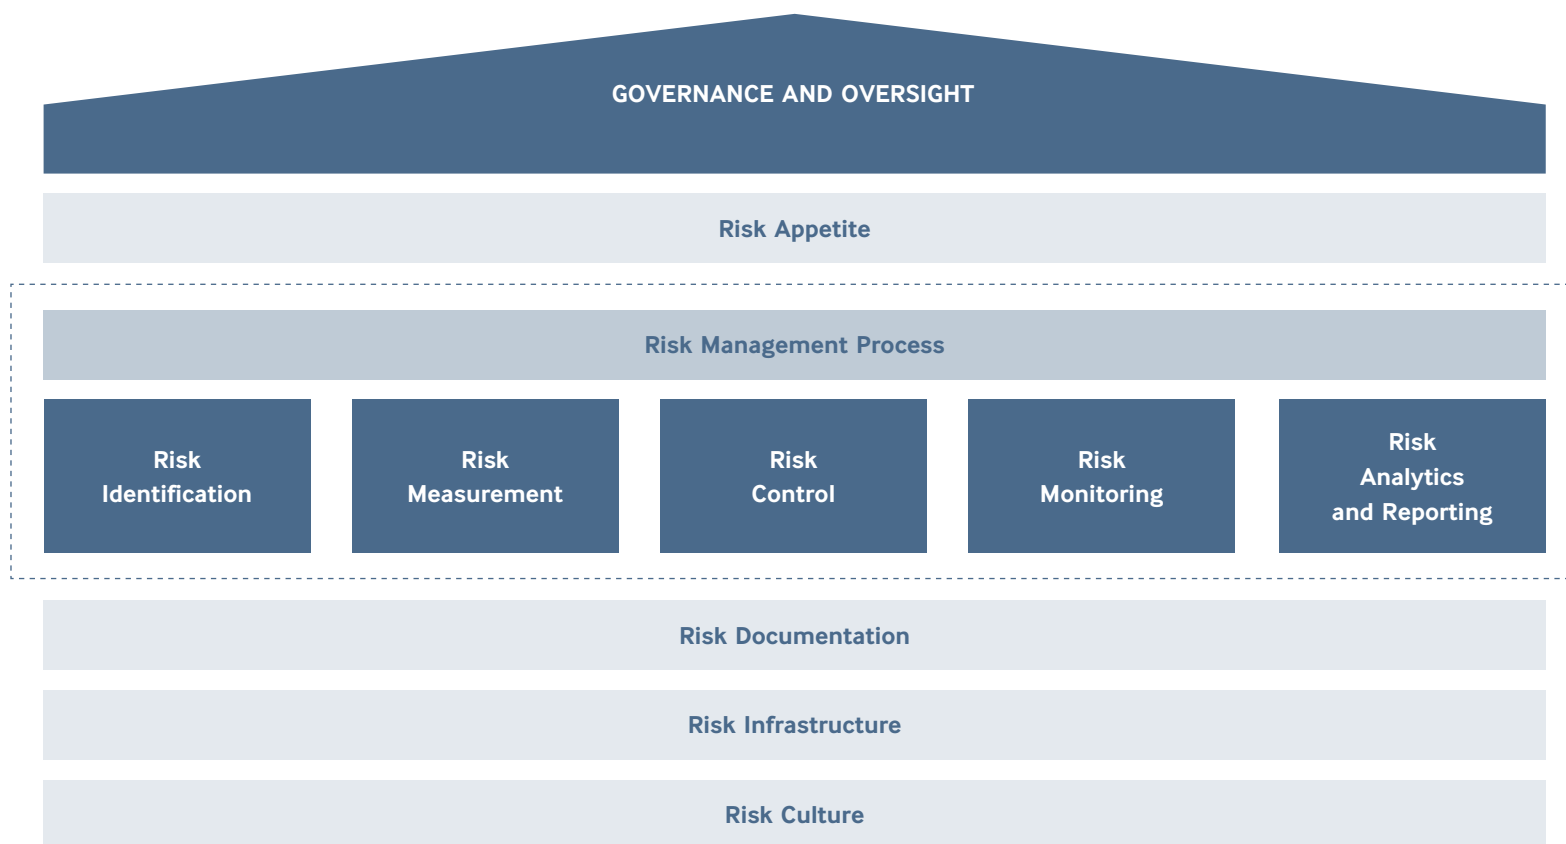 GOVERNANCE AND OVERSIGHT
Risk Appetite
Risk Management Process
Risk
Identification
Risk
Measurement
Risk
Control
Risk
Monitoring
Risk
Analytics
and Reporting
Risk Documentation
Risk Infrastructure
Risk Culture